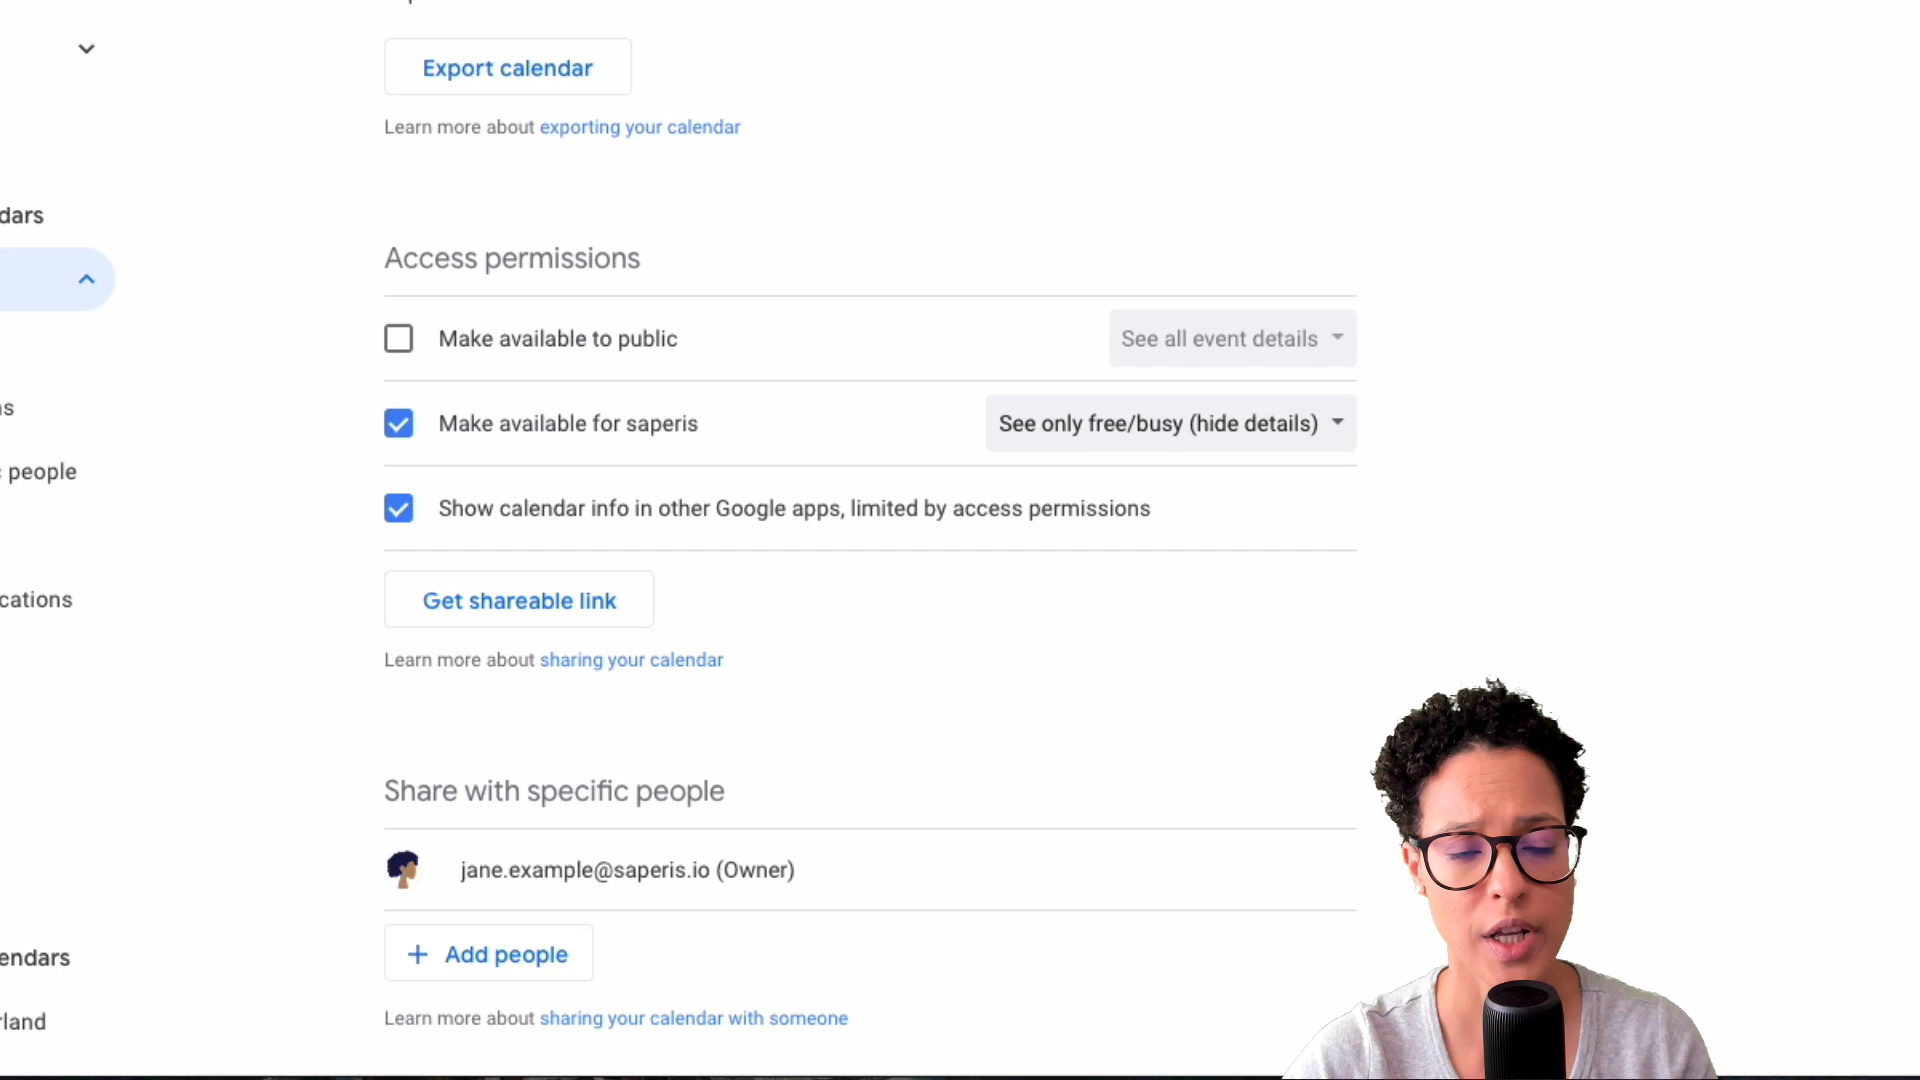 Export calendar
Learn more about exporting your calendar
dars
Access permissions
Make available to public
See all event details
Make available for saperis
See only free/busy (hide details)
s
people
Show calendar info in other Google apps, limited by access permissions
cations
Get shareable link
Learn more about sharing your calendar
Share with specific people
jane.example@saperis.io (Owner)
endars
Add people
rland
Learn more about sharing your calendar with someone